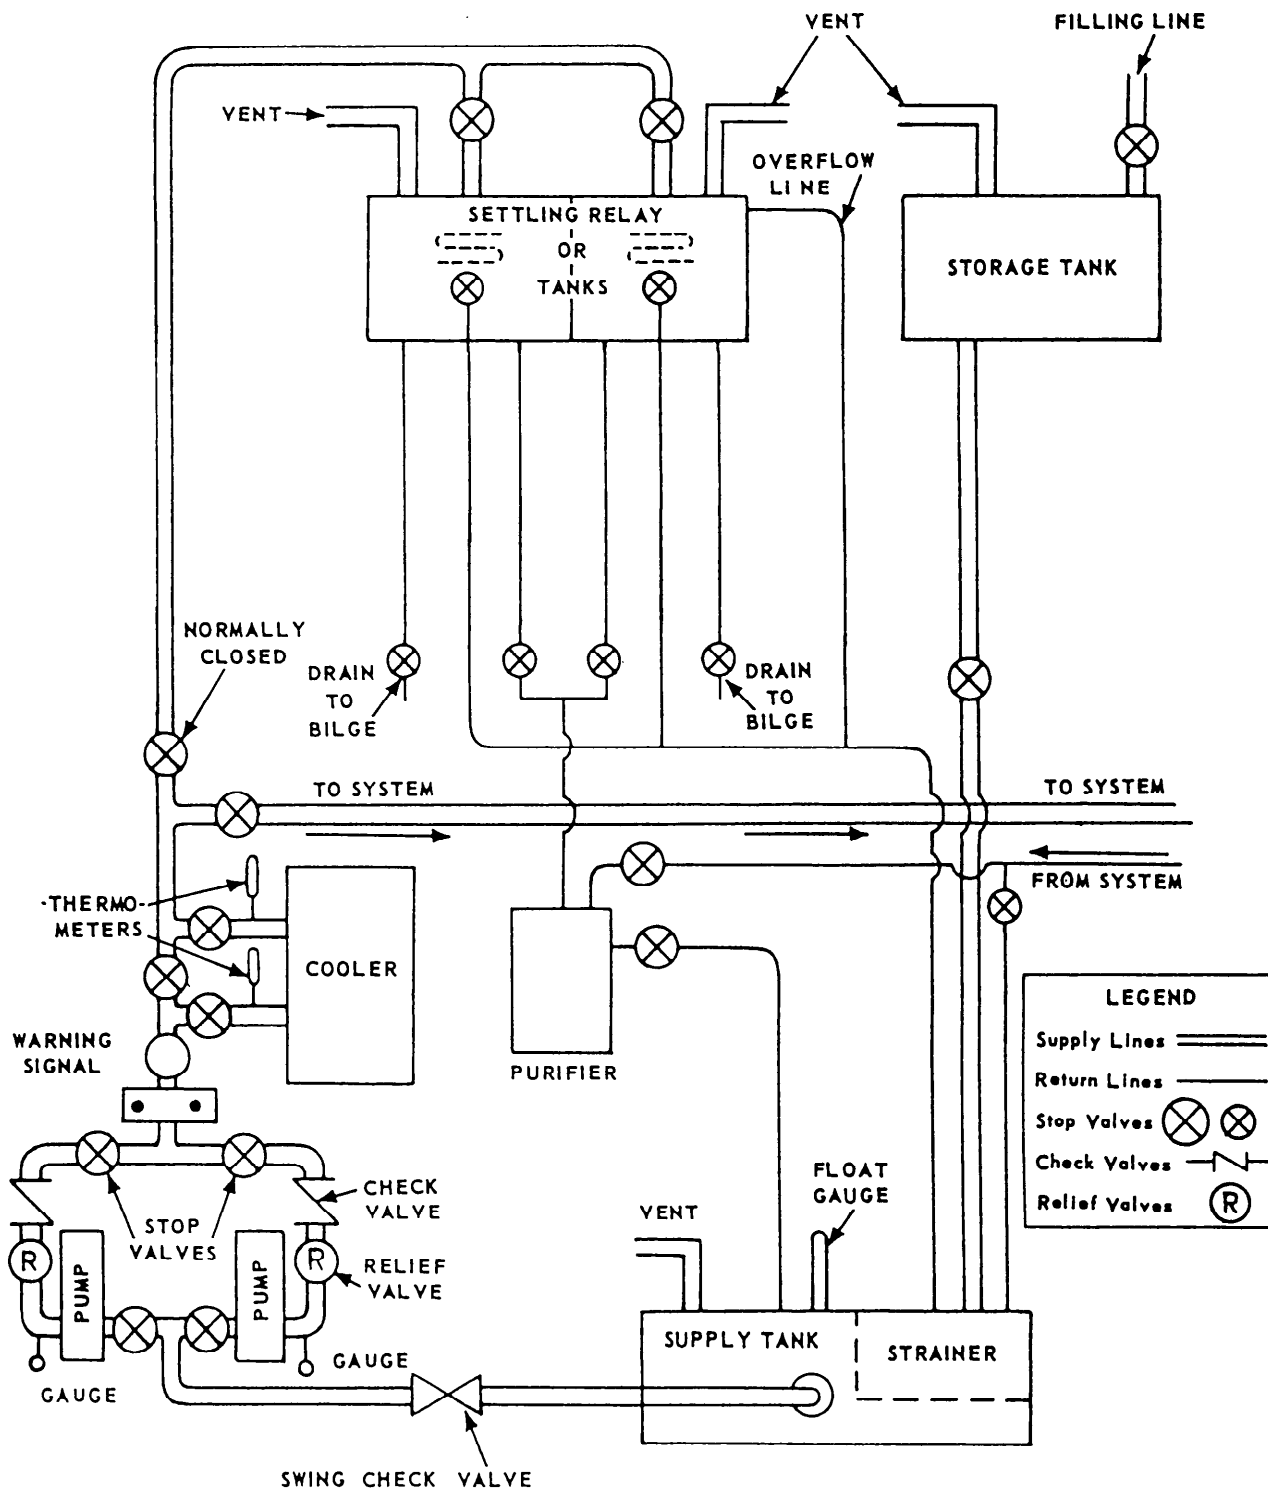 VENT
FILLING LINE
VENT
OVERFLOW
LINE
SETTLING RELAY
OR
TANKS
STORAGE TANK
NORMALLY
CLOSED
DRAIN
TO
BILGE
DRAIN
TO
BILGE
TO SYSTEM
TO SYSTEM
FROM SYSTEM
THERMO-
METERS
COOLER
PURIFIER
WARNING
SIGNAL
LEGEND
Supply Lines
Return Lines
Stop Valves
Check Valves
Relief Valves R
STOP
VALVES
CHECK
VALVE
RELIEF
VALVE
R
R
PUMP
PUMP
GAUGE
GAUGE
VENT
FLOAT
GAUGE
SUPPLY TANK
STRAINER
SWING CHECK VALVE